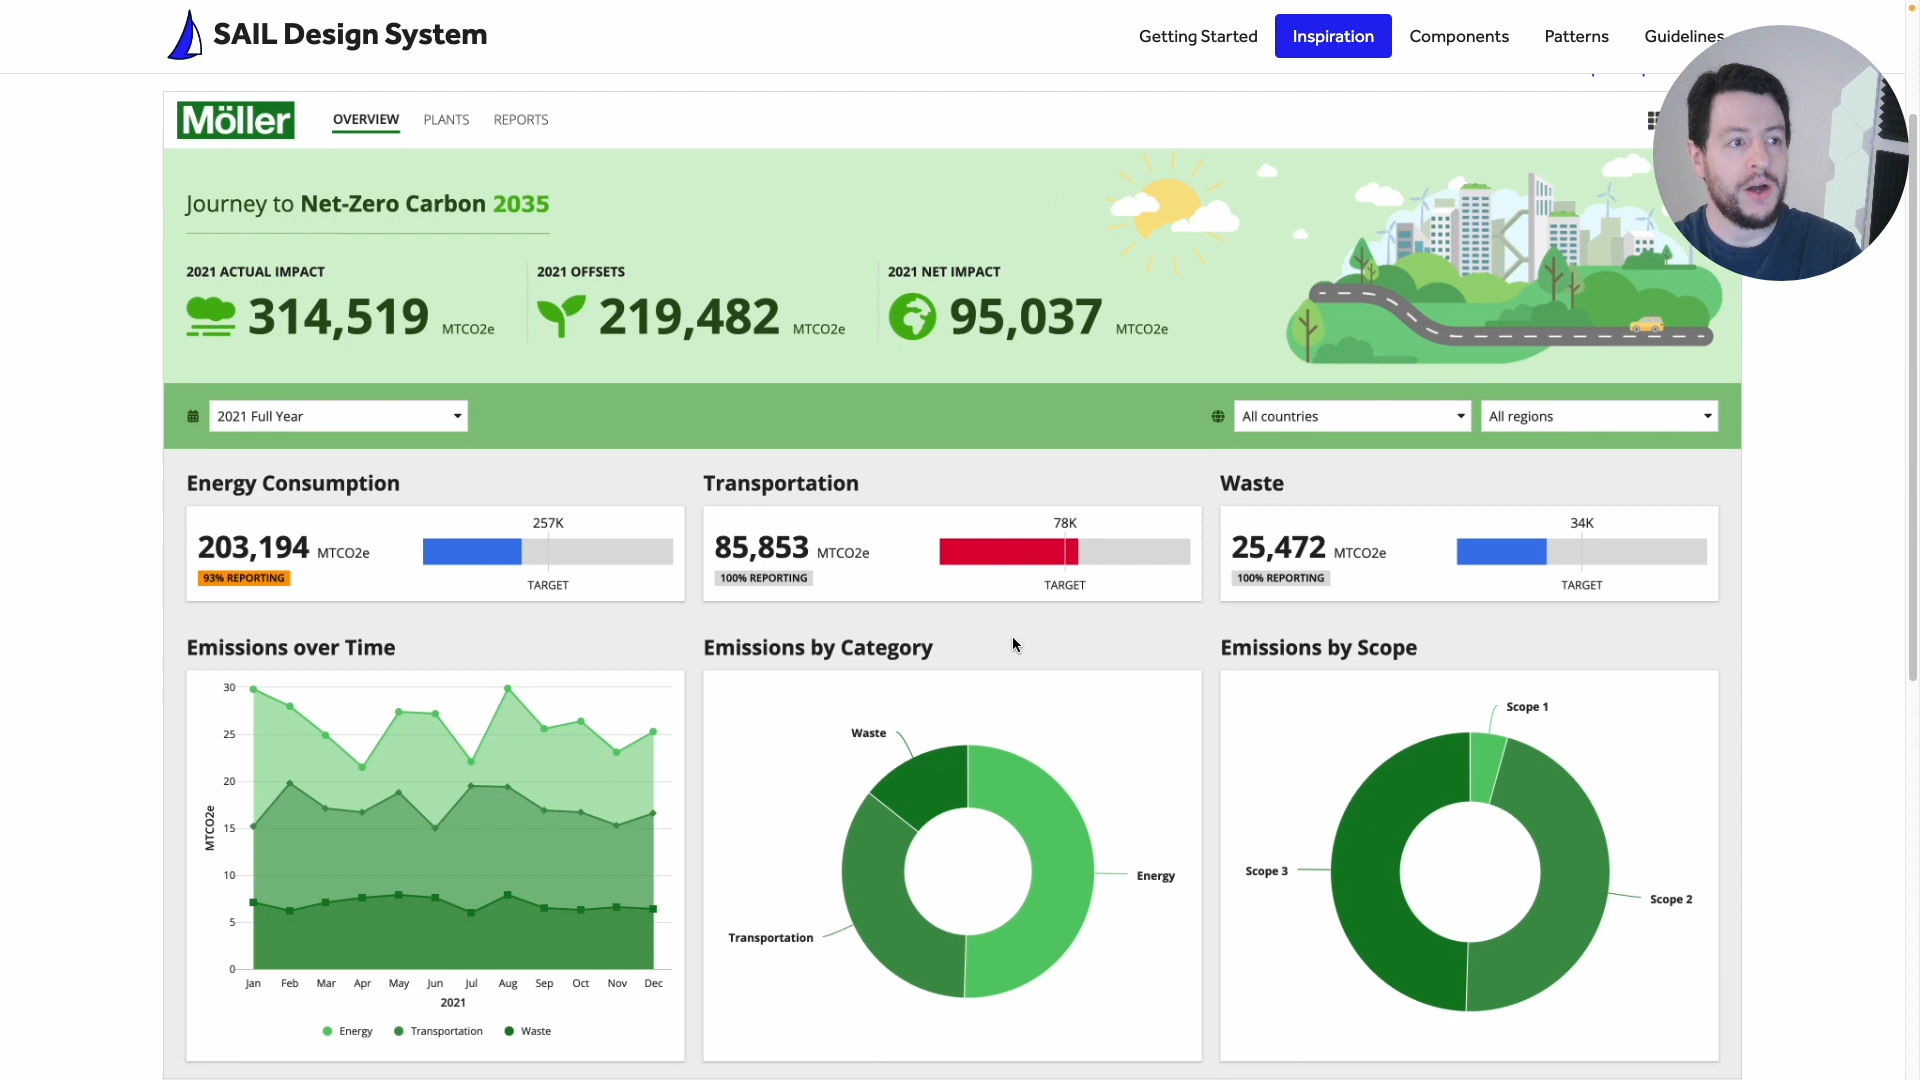 SAIL Design System
Getting Started
Inspiration
Components
Patterns
Guidelines
Möller
OVERVIEW
PLANTS
REPORTS
Journey to Net-Zero Carbon 2035
2021 ACTUAL IMPACT
314,519 MTCO2e
2021 OFFSETS
219,482 MTCO2e
2021 NET IMPACT
95,037 MTCO2e
2021 Full Year
All countries
All regions
Energy Consumption
203,194 MTCO2e
93% REPORTING
257K
TARGET
Transportation
85,853 MTCO2e
100% REPORTING
78K
TARGET
Waste
25,472 MTCO2e
100% REPORTING
34K
TARGET
Emissions over Time
30
25
20
15
10
5
0
MTCO2e
Jan Feb Mar Apr May Jun Jul Aug Sep Oct Nov Dec
2021
Energy Transportation Waste
Emissions by Category
Waste
Energy
Transportation
Emissions by Scope
Scope 1
Scope 3
Scope 2